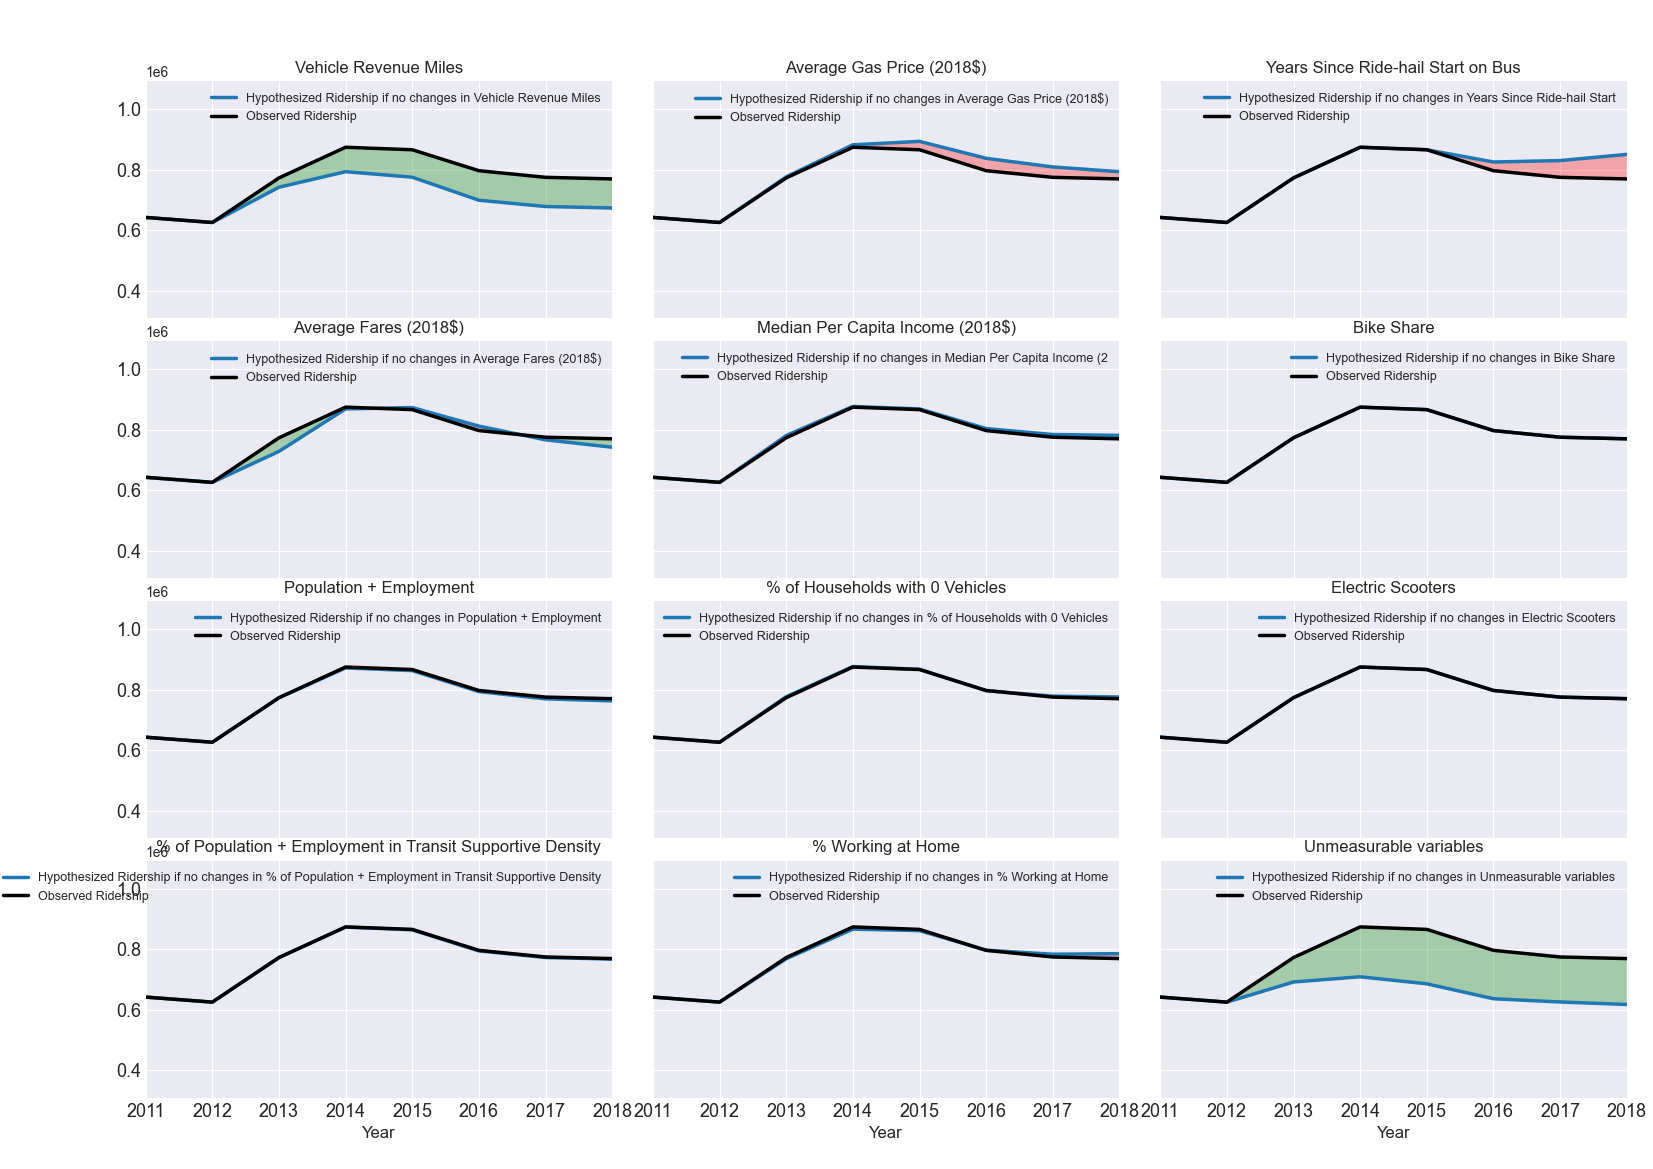 Vehicle Revenue Miles
1e6
Hypothesized Ridership if no changes in Vehicle Revenue Miles
Observed Ridership
1.0
0.8
0.6
0.4
Average Gas Price (2018$)
Hypothesized Ridership if no changes in Average Gas Price (2018$)
Observed Ridership
Years Since Ride-hail Start on Bus
Hypothesized Ridership if no changes in Years Since Ride-hail Start
Observed Ridership
Average Fares (2018$)
1e6
Hypothesized Ridership if no changes in Average Fares (2018$)
Observed Ridership
1.0
0.8
0.6
0.4
Median Per Capita Income (2018$)
Hypothesized Ridership if no changes in Median Per Capita Income (2
Observed Ridership
Bike Share
Hypothesized Ridership if no changes in Bike Share
Observed Ridership
Population + Employment
1e6
Hypothesized Ridership if no changes in Population + Employment
Observed Ridership
1.0
0.8
0.6
0.4
% of Households with 0 Vehicles
Hypothesized Ridership if no changes in % of Households with 0 Vehicles
Observed Ridership
Electric Scooters
Hypothesized Ridership if no changes in Electric Scooters
Observed Ridership
% of Population + Employment in Transit Supportive Density
1e6
Hypothesized Ridership if no changes in % of Population + Employment in Transit Supportive Density
Observed Ridership
1.0
0.8
0.6
0.4
2011 2012 2013 2014 2015 2016 2017 2018
Year
% Working at Home
Hypothesized Ridership if no changes in % Working at Home
Observed Ridership
2011 2012 2013 2014 2015 2016 2017 2018
Year
Unmeasurable variables
Hypothesized Ridership if no changes in Unmeasurable variables
Observed Ridership
2011 2012 2013 2014 2015 2016 2017 2018
Year